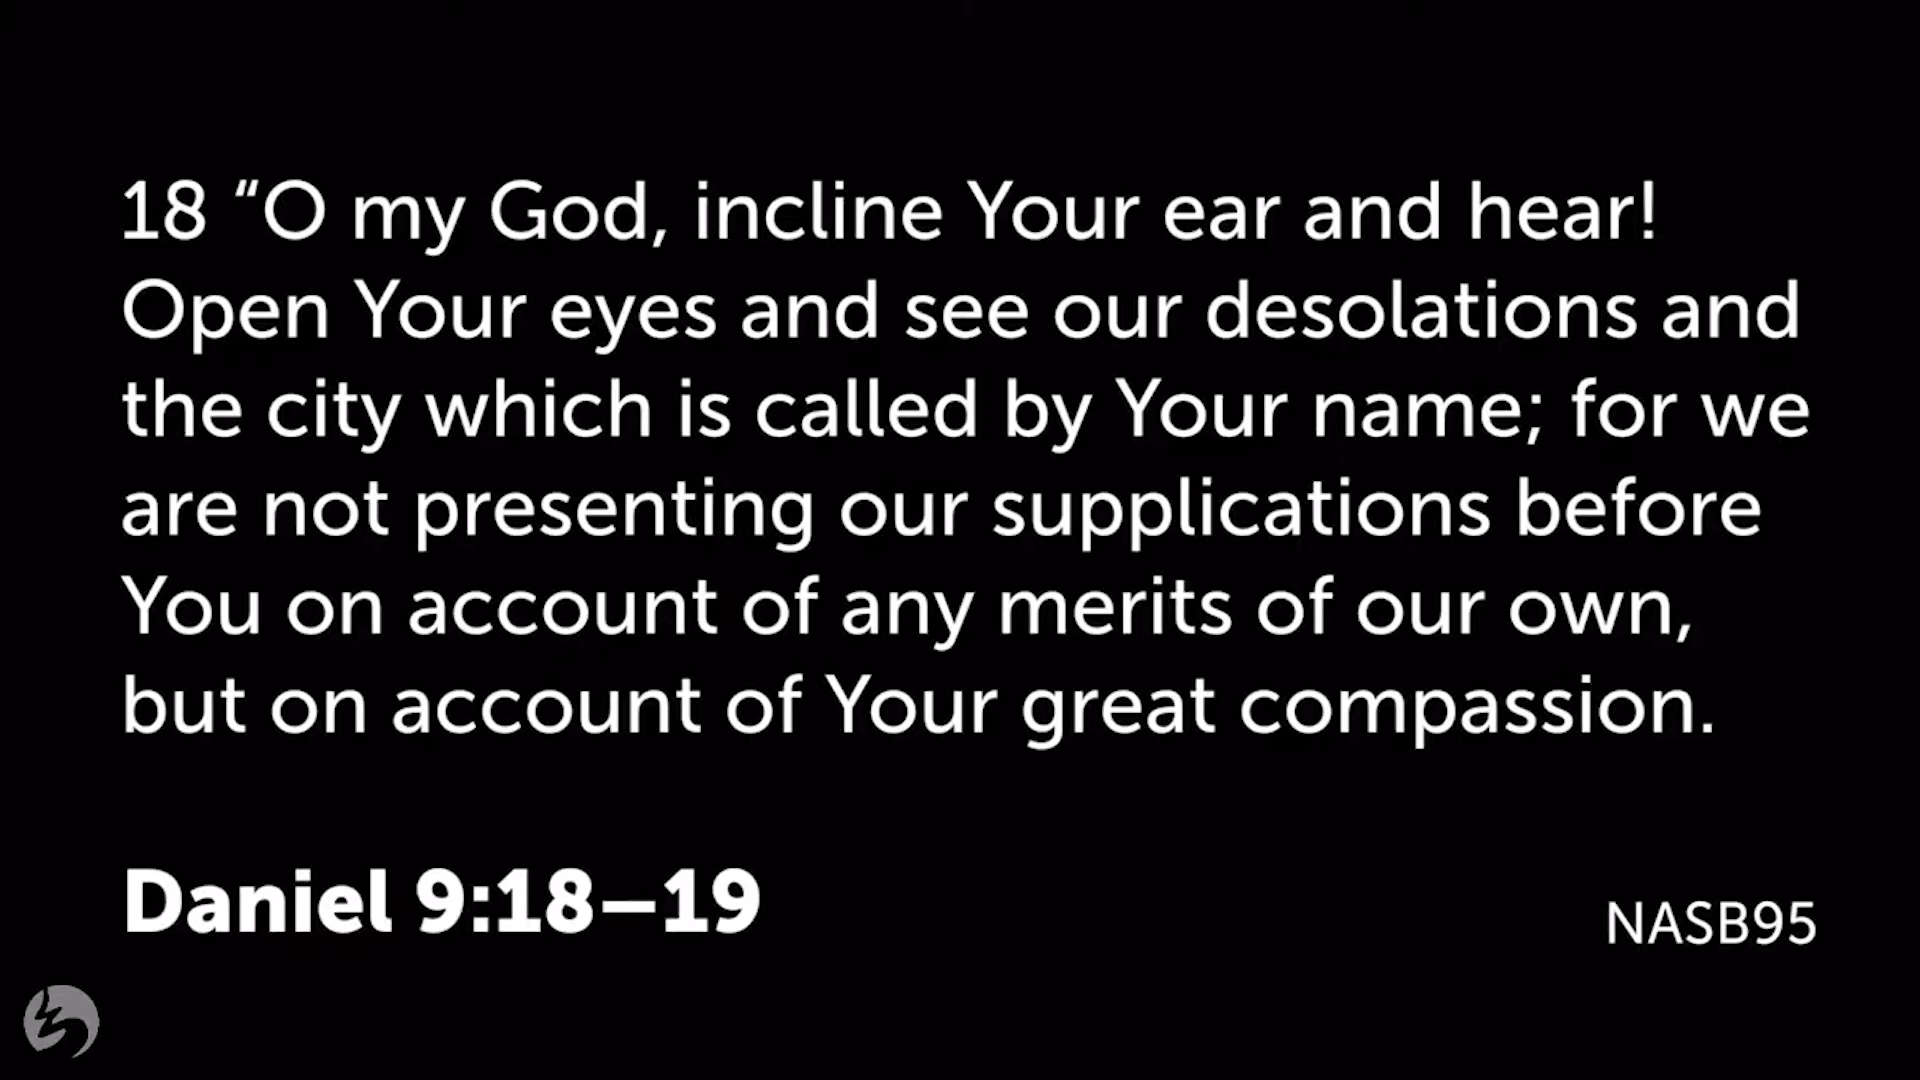 18 “O my God, incline Your ear and hear!
Open Your eyes and see our desolations and
the city which is called by Your name; for we
are not presenting our supplications before
You on account of any merits of our own,
but on account of Your great compassion.
Daniel 9:18–19
NASB95